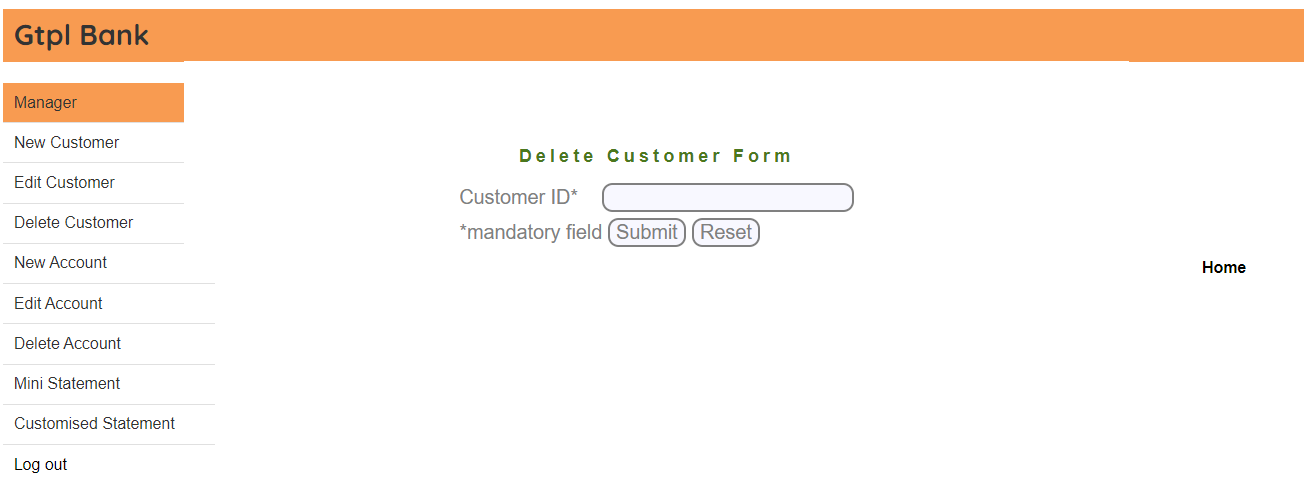 Gtpl Bank
Manager
New Customer
Edit Customer
Delete Customer
New Account
Edit Account
Delete Account
Mini Statement
Customised Statement
Log out
Delete Customer Form
Customer ID*
*mandatory field Submit Reset
Home